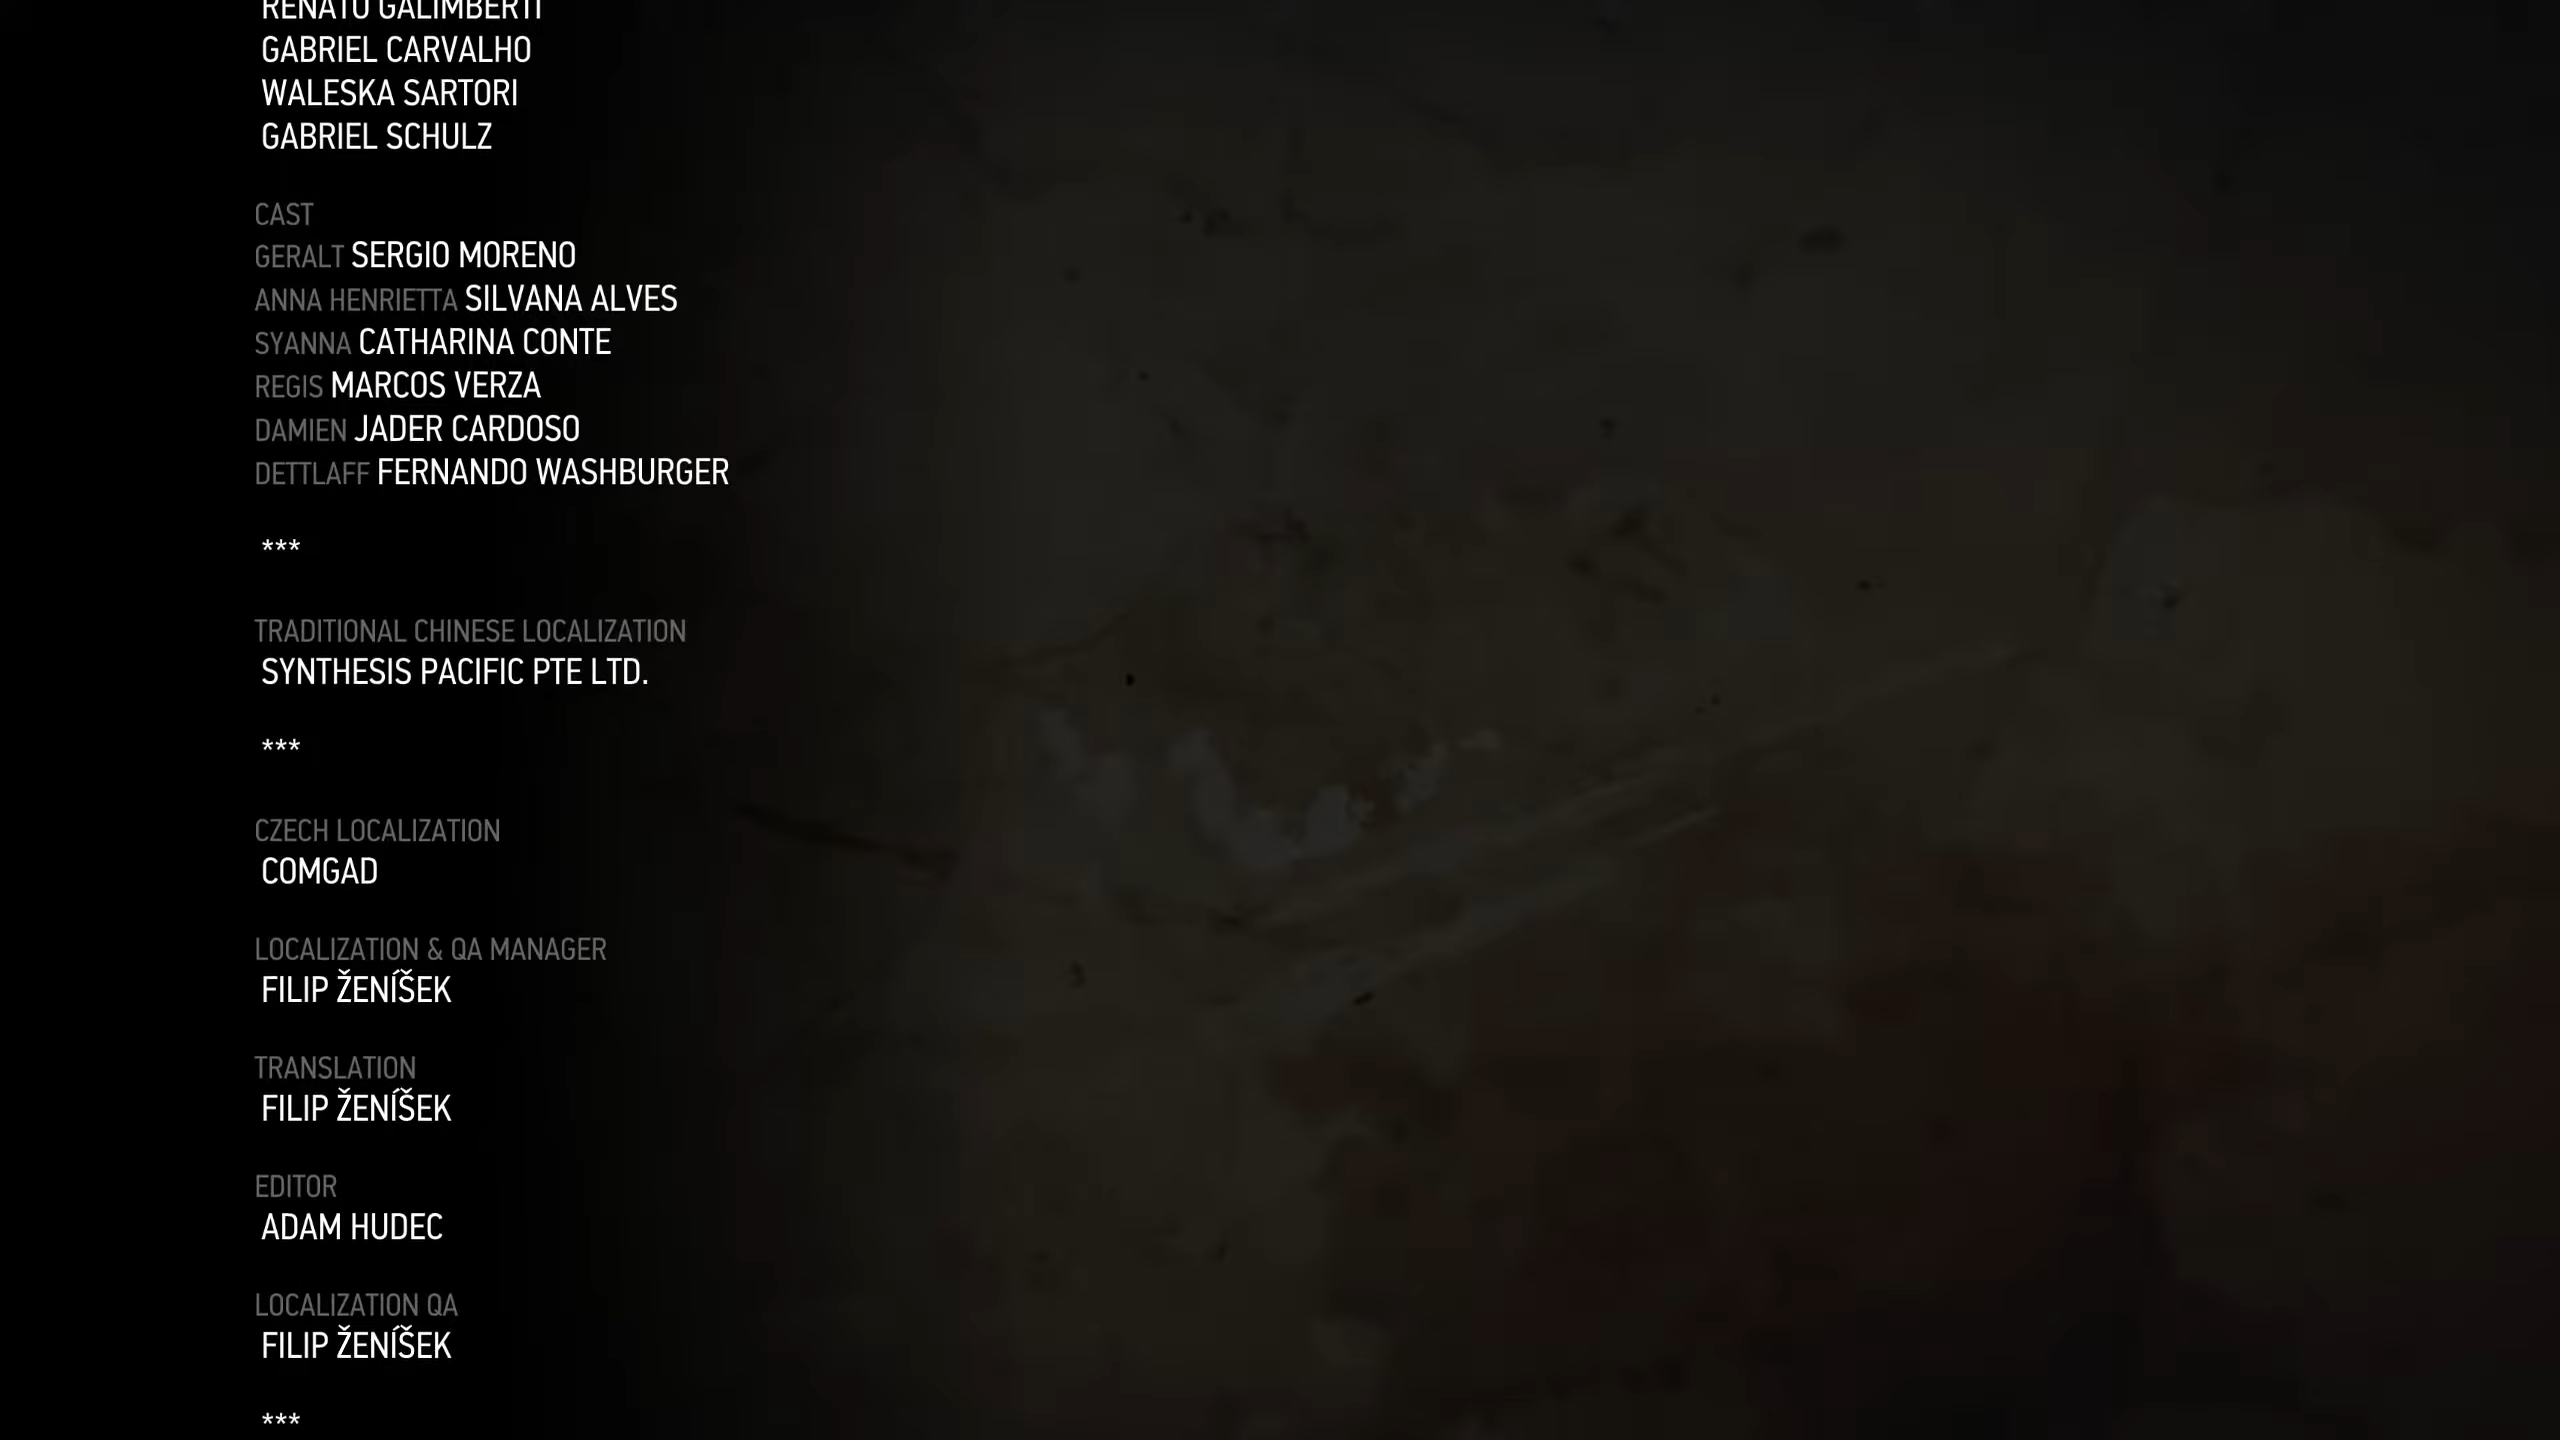 RENATO GALIMBERTI
GABRIEL CARVALHO
WALESKA SARTORI
GABRIEL SCHULZ
CAST
GERALT SERGIO MORENO
ANNA HENRIETTA SILVANA ALVES
SYANNA CATHARINA CONTE
REGIS MARCOS VERZA
DAMIEN JADER CARDOSO
DETTLAFF FERNANDO WASHBURGER
***
TRADITIONAL CHINESE LOCALIZATION
SYNTHESIS PACIFIC PTE LTD.
***
CZECH LOCALIZATION
COMGAD
LOCALIZATION & QA MANAGER
FILIP ŽENÍŠEK
TRANSLATION
FILIP ŽENÍŠEK
EDITOR
ADAM HUDEC
LOCALIZATION QA
FILIP ŽENÍŠEK
***